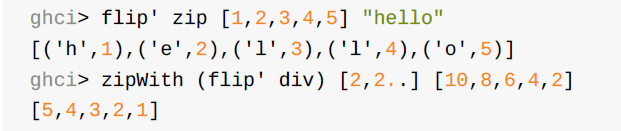 ghci> flip' zip [1,2,3,4,5] "hello"
[('h',1),('e',2),('l',3),('l',4),('o',5)]
ghci> zipWith (flip' div) [2,2..] [10,8,6,4,2]
[5,4,3,2,1]